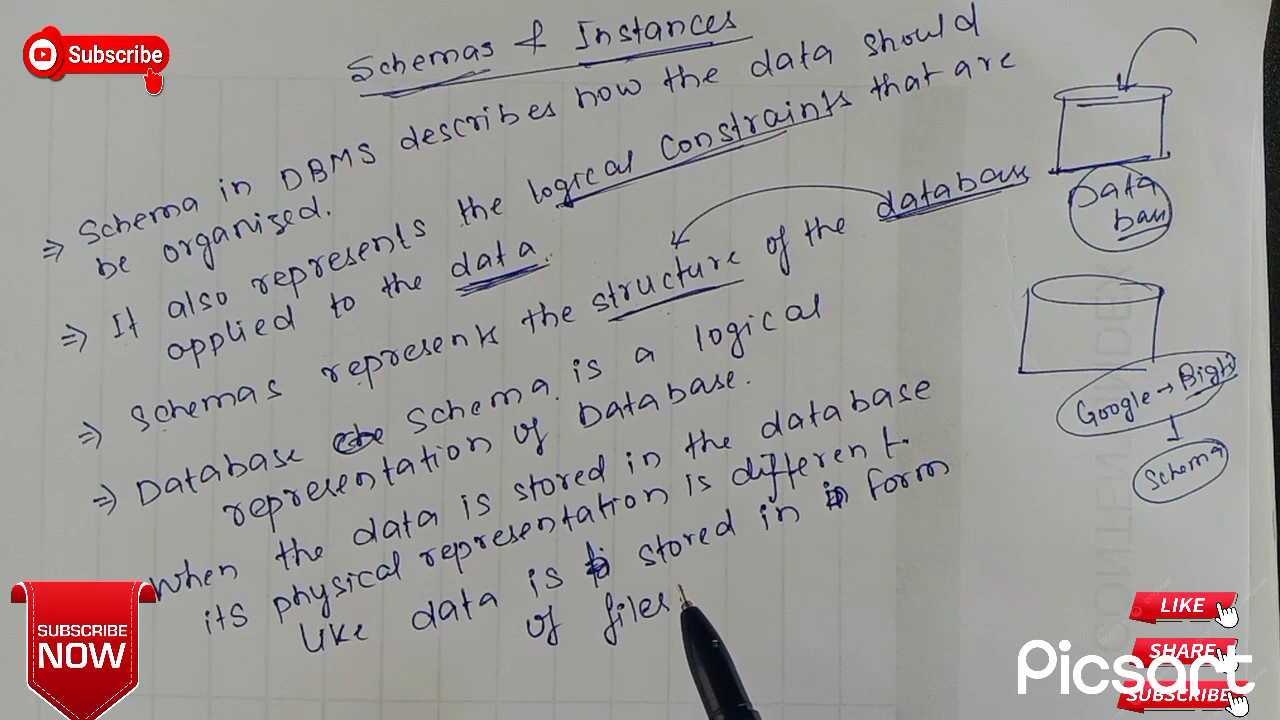 Subscribe
Schemas & Instances
⇒ Schema in DBMS describes how the data should
be organised.
⇒ It also represents the logical constraints that are
applied to the data.
⇒ Schemas represents the structure of the database
⇒ Database Schema is a logical
representation of Database.
When the data is stored in the database
its physical representation is different.
like data is stored in form
of files
Data
base
Google →
Schema
CONTENT INDEX
SUBSCRIBE
NOW
LIKE
SHARE
SUBSCRIBE
Picsart